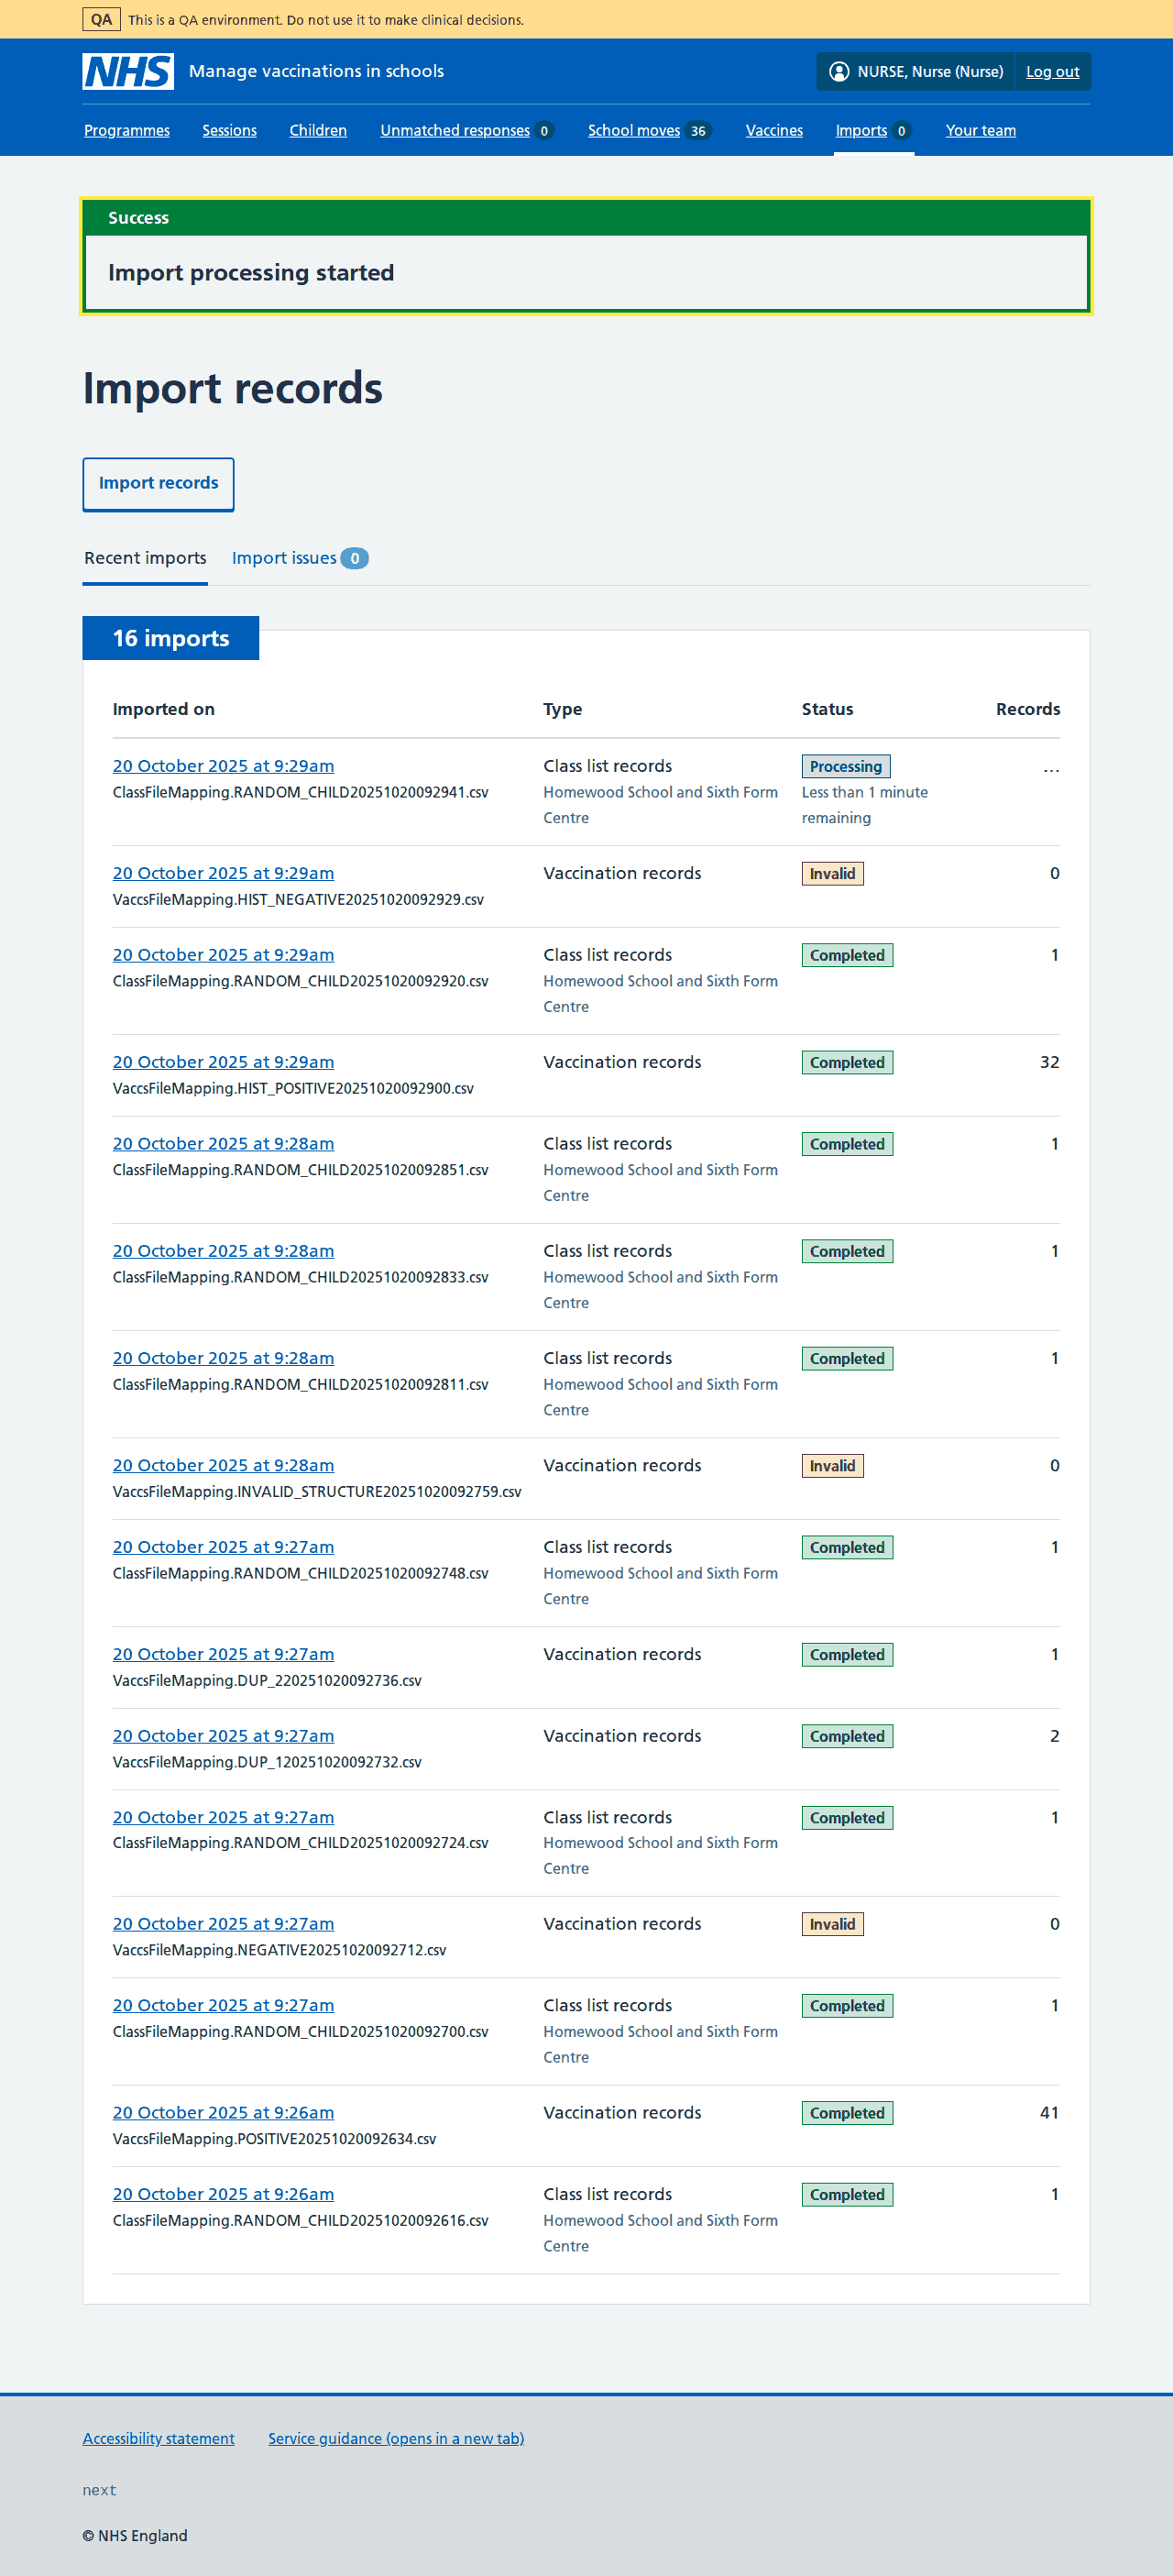 QA This is a QA environment. Do not use it to make clinical decisions.
NHS Manage vaccinations in schools NURSE, Nurse (Nurse) Log out
Programmes Sessions Children Unmatched responses 0 School moves 36 Vaccines Imports 0 Your team
Success
Import processing started
Import records
Import records
Recent imports Import issues 0
16 imports
Imported on Type Status Records
20 October 2025 at 9:29am Class list records Processing ...
ClassFileMapping.RANDOM_CHILD20251020092941.csv Homewood School and Sixth Form Less than 1 minute
Centre remaining
20 October 2025 at 9:29am Vaccination records Invalid 0
VaccsFileMapping.HIST_NEGATIVE20251020092929.csv
20 October 2025 at 9:29am Class list records Completed 1
ClassFileMapping.RANDOM_CHILD20251020092920.csv Homewood School and Sixth Form
Centre
20 October 2025 at 9:29am Vaccination records Completed 32
VaccsFileMapping.HIST_POSITIVE20251020092900.csv
20 October 2025 at 9:28am Class list records Completed 1
ClassFileMapping.RANDOM_CHILD20251020092851.csv Homewood School and Sixth Form
Centre
20 October 2025 at 9:28am Class list records Completed 1
ClassFileMapping.RANDOM_CHILD20251020092833.csv Homewood School and Sixth Form
Centre
20 October 2025 at 9:28am Class list records Completed 1
ClassFileMapping.RANDOM_CHILD20251020092811.csv Homewood School and Sixth Form
Centre
20 October 2025 at 9:28am Vaccination records Invalid 0
VaccsFileMapping.INVALID_STRUCTURE20251020092759.csv
20 October 2025 at 9:27am Class list records Completed 1
ClassFileMapping.RANDOM_CHILD20251020092748.csv Homewood School and Sixth Form
Centre
20 October 2025 at 9:27am Vaccination records Completed 1
VaccsFileMapping.DUP_220251020092736.csv
20 October 2025 at 9:27am Vaccination records Completed 2
VaccsFileMapping.DUP_120251020092732.csv
20 October 2025 at 9:27am Class list records Completed 1
ClassFileMapping.RANDOM_CHILD20251020092724.csv Homewood School and Sixth Form
Centre
20 October 2025 at 9:27am Vaccination records Invalid 0
VaccsFileMapping.NEGATIVE20251020092712.csv
20 October 2025 at 9:27am Class list records Completed 1
ClassFileMapping.RANDOM_CHILD20251020092700.csv Homewood School and Sixth Form
Centre
20 October 2025 at 9:26am Vaccination records Completed 41
VaccsFileMapping.POSITIVE20251020092634.csv
20 October 2025 at 9:26am Class list records Completed 1
ClassFileMapping.RANDOM_CHILD20251020092616.csv Homewood School and Sixth Form
Centre
Accessibility statement Service guidance (opens in a new tab)
next
© NHS England